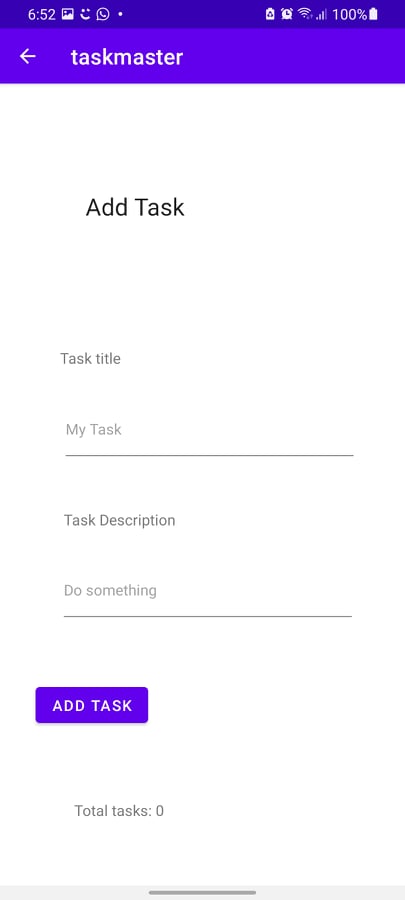 6:52 100%
taskmaster
Add Task
Task title
My Task
Task Description
Do something
ADD TASK
Total tasks: 0